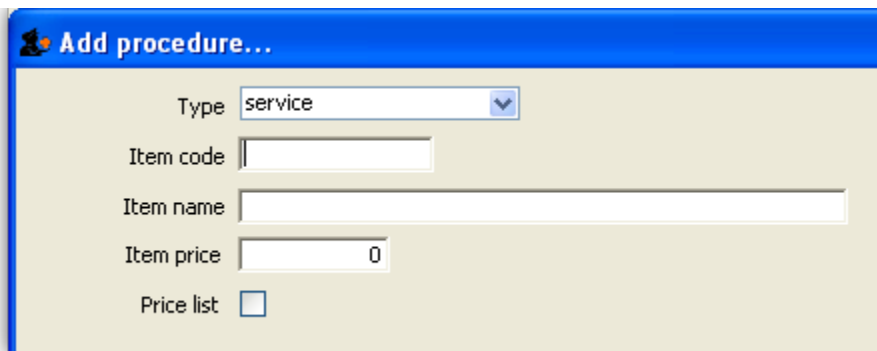 Add procedure...
Type service
Item code
Item name
Item price 0
Price list